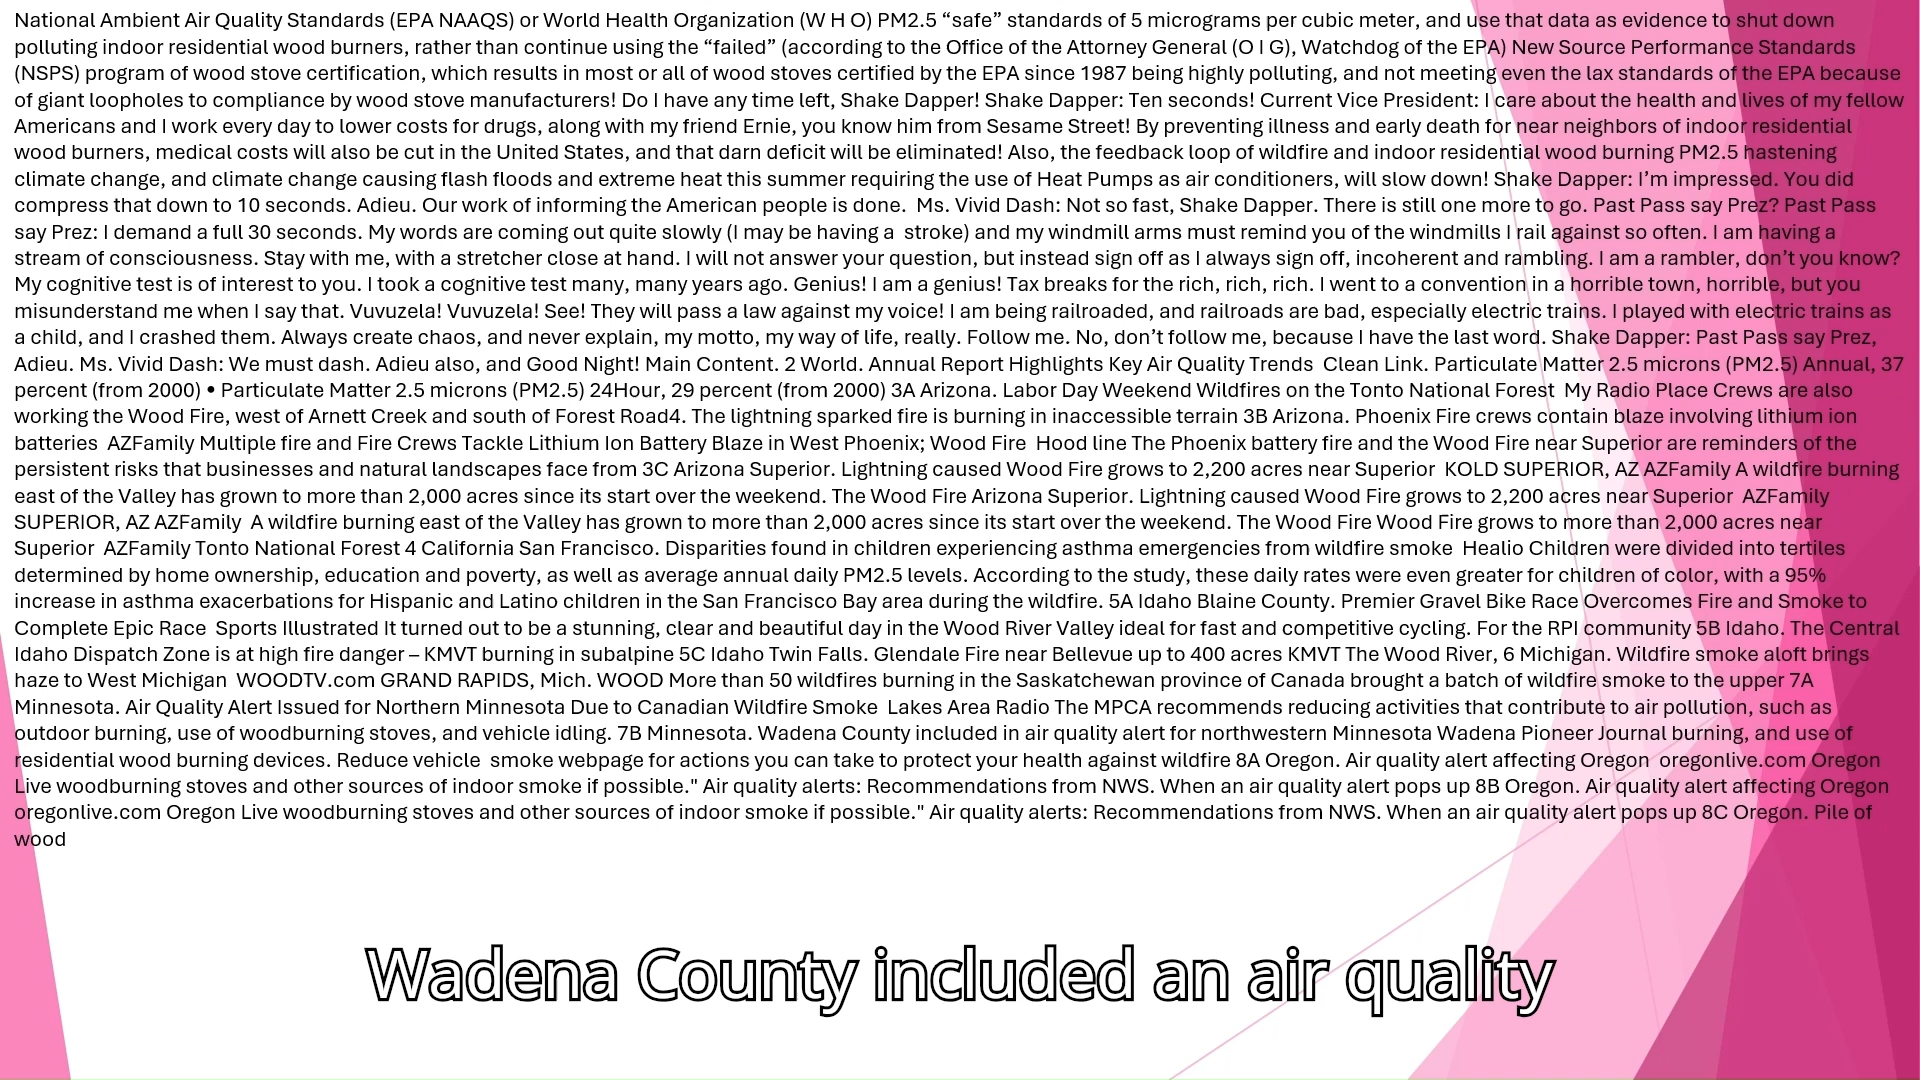 National Ambient Air Quality Standards (EPA NAAQS) or World Health Organization (W H O) PM2.5 “safe” standards of 5 micrograms per cubic meter, and use that data as evidence to shut down
polluting indoor residential wood burners, rather than continue using the “failed” (according to the Office of the Attorney General (O I G), Watchdog of the EPA) New Source Performance Standards
(NSPS) program of wood stove certification, which results in most or all of wood stoves certified by the EPA since 1987 being highly polluting, and not meeting even the lax standards of the EPA because
of giant loopholes to compliance by wood stove manufacturers! Do I have any time left, Shake Dapper! Shake Dapper: Ten seconds! Current Vice President: I care about the health and lives of my fellow
Americans and I work every day to lower costs for drugs, along with my friend Ernie, you know him from Sesame Street! By preventing illness and early death for near neighbors of indoor residential
wood burners, medical costs will also be cut in the United States, and that darn deficit will be eliminated! Also, the feedback loop of wildfire and indoor residential wood burning PM2.5 hastening
climate change, and climate change causing flash floods and extreme heat this summer requiring the use of Heat Pumps as air conditioners, will slow down! Shake Dapper: I’m impressed. You did
compress that down to 10 seconds. Adieu. Our work of informing the American people is done.  Ms. Vivid Dash: Not so fast, Shake Dapper. There is still one more to go. Past Pass say Prez? Past Pass
say Prez: I demand a full 30 seconds. My words are coming out quite slowly (I may be having a  stroke) and my windmill arms must remind you of the windmills I rail against so often. I am having a
stream of consciousness. Stay with me, with a stretcher close at hand. I will not answer your question, but instead sign off as I always sign off, incoherent and rambling. I am a rambler, don’t you know?
My cognitive test is of interest to you. I took a cognitive test many, many years ago. Genius! I am a genius! Tax breaks for the rich, rich, rich. I went to a convention in a horrible town, horrible, but you
misunderstand me when I say that. Vuvuzela! Vuvuzela! See! They will pass a law against my voice! I am being railroaded, and railroads are bad, especially electric trains. I played with electric trains as
a child, and I crashed them. Always create chaos, and never explain, my motto, my way of life, really. Follow me. No, don’t follow me, because I have the last word. Shake Dapper: Past Pass say Prez,
Adieu. Ms. Vivid Dash: We must dash. Adieu also, and Good Night! Main Content. 2 World. Annual Report Highlights Key Air Quality Trends  Clean Link. Particulate Matter 2.5 microns (PM2.5) Annual, 37
percent (from 2000) • Particulate Matter 2.5 microns (PM2.5) 24Hour, 29 percent (from 2000) 3A Arizona. Labor Day Weekend Wildfires on the Tonto National Forest  My Radio Place Crews are also
working the Wood Fire, west of Arnett Creek and south of Forest Road4. The lightning sparked fire is burning in inaccessible terrain 3B Arizona. Phoenix Fire crews contain blaze involving lithium ion
batteries  AZFamily Multiple fire and Fire Crews Tackle Lithium Ion Battery Blaze in West Phoenix; Wood Fire  Hood line The Phoenix battery fire and the Wood Fire near Superior are reminders of the
persistent risks that businesses and natural landscapes face from 3C Arizona Superior. Lightning caused Wood Fire grows to 2,200 acres near Superior  KOLD SUPERIOR, AZ AZFamily A wildfire burning
east of the Valley has grown to more than 2,000 acres since its start over the weekend. The Wood Fire Arizona Superior. Lightning caused Wood Fire grows to 2,200 acres near Superior  AZFamily
SUPERIOR, AZ AZFamily  A wildfire burning east of the Valley has grown to more than 2,000 acres since its start over the weekend. The Wood Fire Wood Fire grows to more than 2,000 acres near
Superior  AZFamily Tonto National Forest 4 California San Francisco. Disparities found in children experiencing asthma emergencies from wildfire smoke  Healio Children were divided into tertiles
determined by home ownership, education and poverty, as well as average annual daily PM2.5 levels. According to the study, these daily rates were even greater for children of color, with a 95%
increase in asthma exacerbations for Hispanic and Latino children in the San Francisco Bay area during the wildfire. 5A Idaho Blaine County. Premier Gravel Bike Race Overcomes Fire and Smoke to
Complete Epic Race  Sports Illustrated It turned out to be a stunning, clear and beautiful day in the Wood River Valley ideal for fast and competitive cycling. For the RPI community 5B Idaho. The Central
Idaho Dispatch Zone is at high fire danger – KMVT burning in subalpine 5C Idaho Twin Falls. Glendale Fire near Bellevue up to 400 acres KMVT The Wood River, 6 Michigan. Wildfire smoke aloft brings
haze to West Michigan  WOODTV.com GRAND RAPIDS, Mich. WOOD More than 50 wildfires burning in the Saskatchewan province of Canada brought a batch of wildfire smoke to the upper 7A
Minnesota. Air Quality Alert Issued for Northern Minnesota Due to Canadian Wildfire Smoke  Lakes Area Radio The MPCA recommends reducing activities that contribute to air pollution, such as
outdoor burning, use of woodburning stoves, and vehicle idling. 7B Minnesota. Wadena County included in air quality alert for northwestern Minnesota Wadena Pioneer Journal burning, and use of
residential wood burning devices. Reduce vehicle  smoke webpage for actions you can take to protect your health against wildfire 8A Oregon. Air quality alert affecting Oregon  oregonlive.com Oregon
Live woodburning stoves and other sources of indoor smoke if possible." Air quality alerts: Recommendations from NWS. When an air quality alert pops up 8B Oregon. Air quality alert affecting Oregon
oregonlive.com Oregon Live woodburning stoves and other sources of indoor smoke if possible." Air quality alerts: Recommendations from NWS. When an air quality alert pops up 8C Oregon. Pile of
wood
Wadena County included an air quality